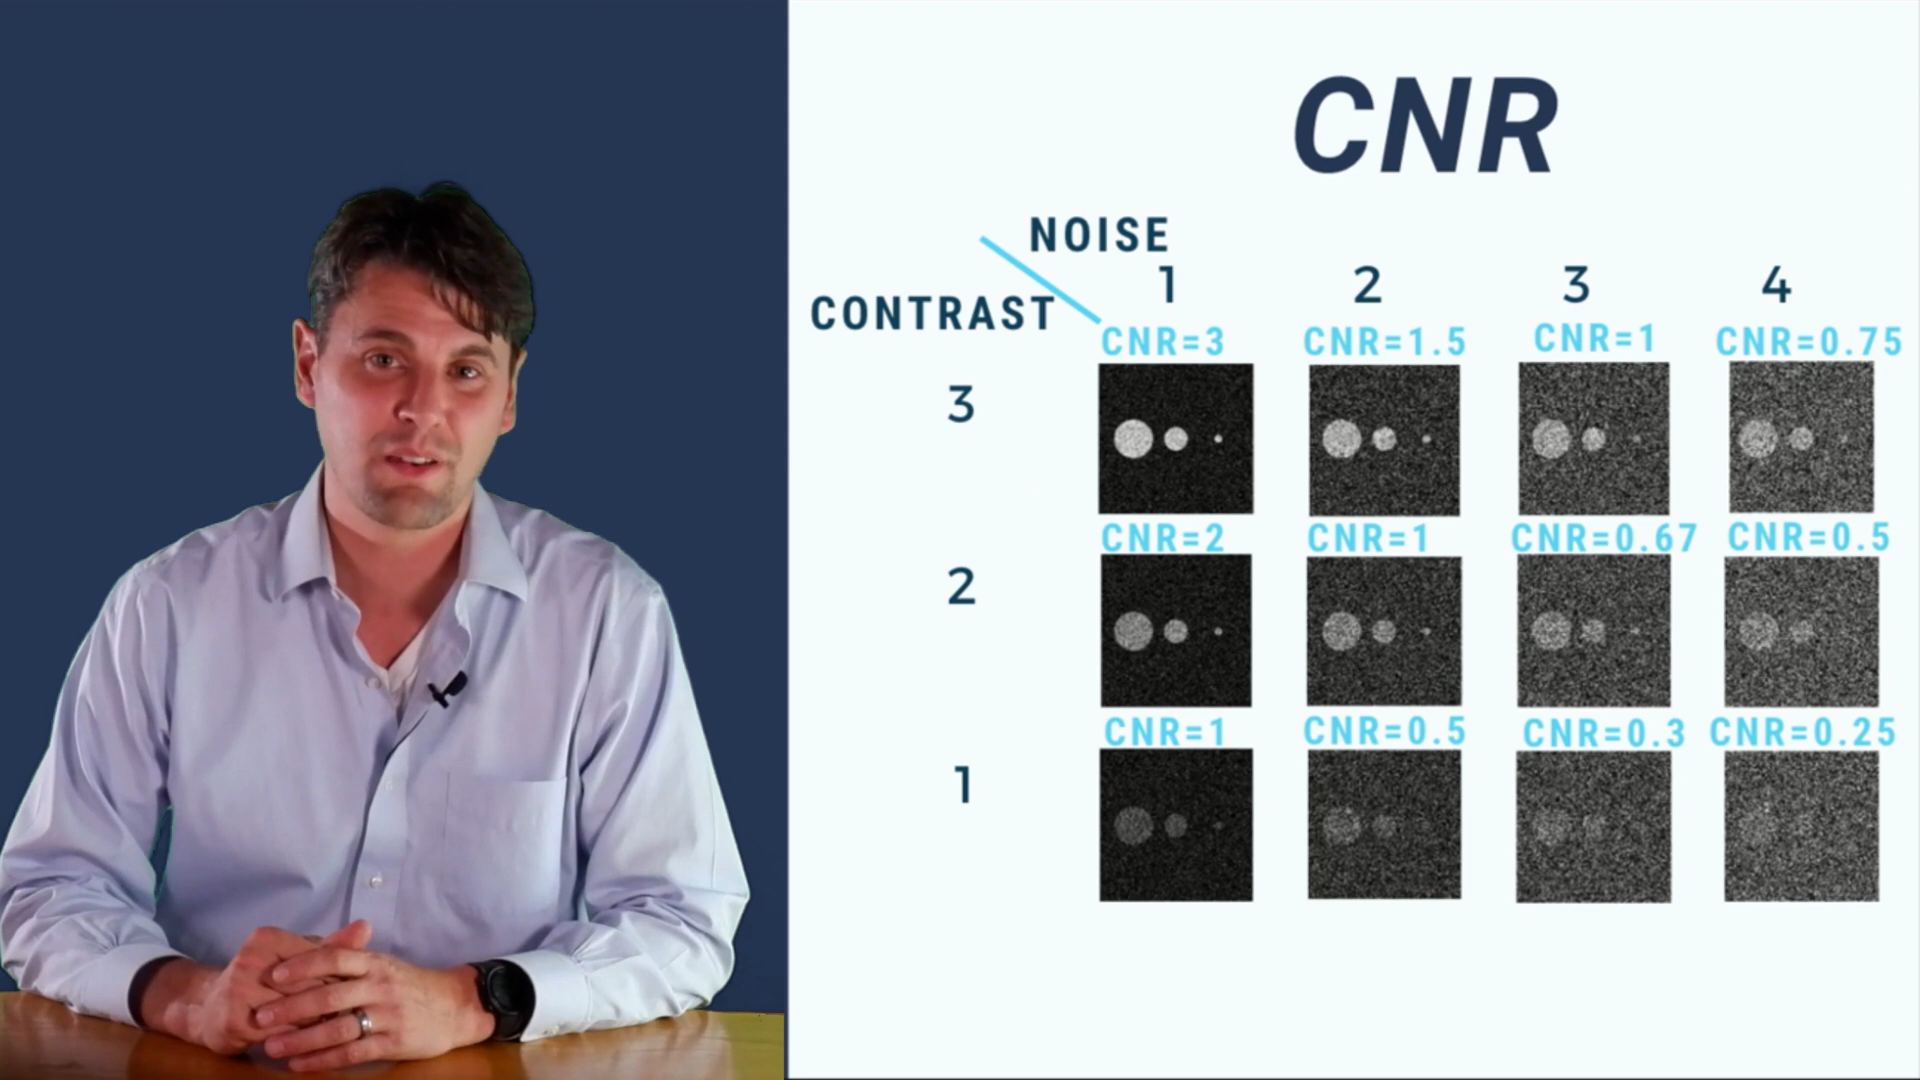 CNR
NOISE
1 2 3 4
CONTRAST
CNR=3 CNR=1.5 CNR=1 CNR=0.75
3
CNR=2 CNR=1 CNR=0.67 CNR=0.5
2
CNR=1 CNR=0.5 CNR=0.3 CNR=0.25
1